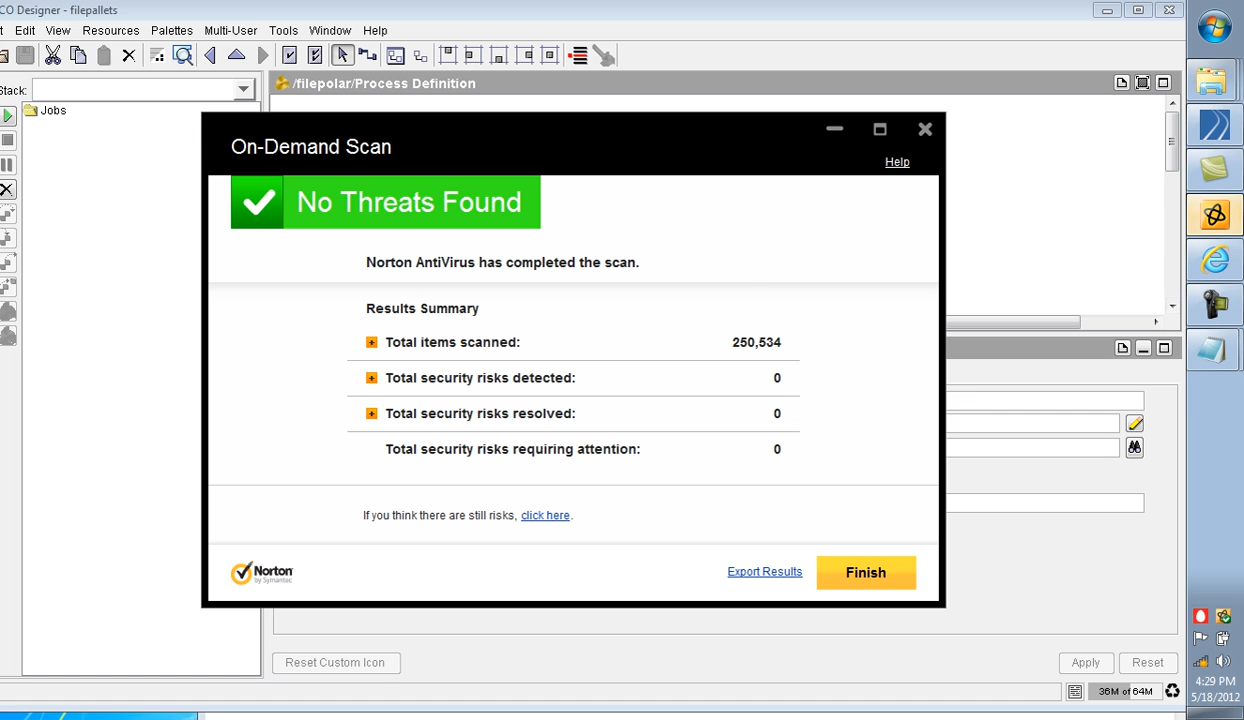 CO Designer - filepallets
t Edit View Resources Palettes Multi-User Tools Window Help
Stack:
/filepolar/Process Definition
Jobs
On-Demand Scan
Help
No Threats Found
Norton AntiVirus has completed the scan.
Results Summary
Total items scanned: 250,534
Total security risks detected: 0
Total security risks resolved: 0
Total security risks requiring attention: 0
If you think there are still risks, click here.
Norton
by Symantec
Export Results
Finish
Reset Custom Icon
Apply
Reset
36M of 64M
4:29 PM
5/18/2012